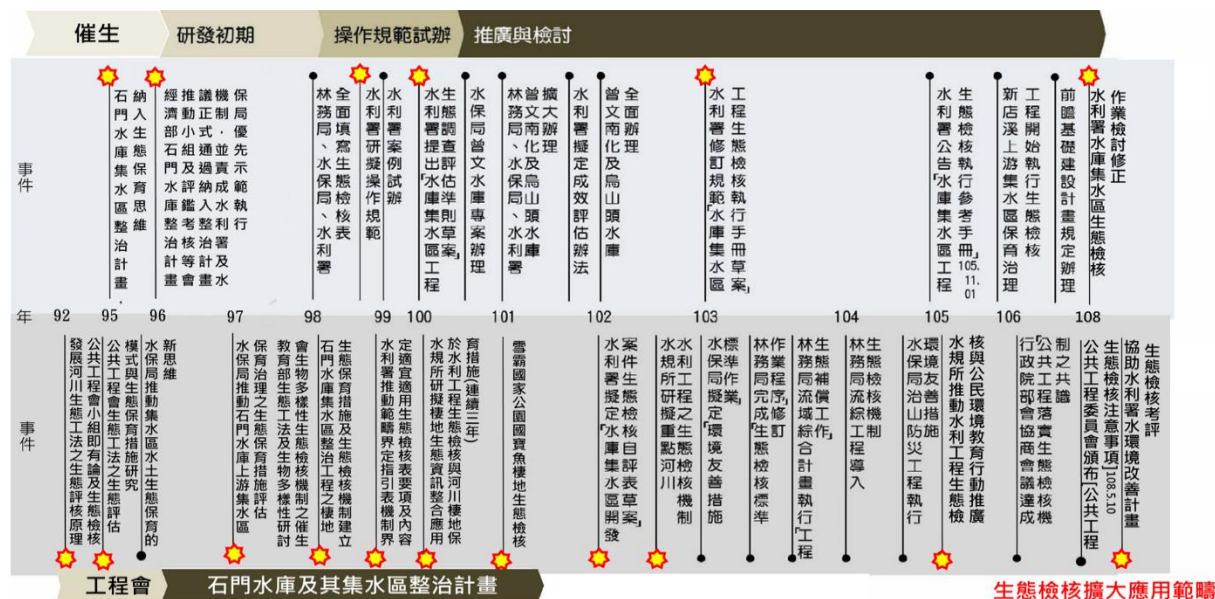 催生
研發初期
操作規範試辦
推廣與檢討
事件
石門水庫集水區整治計畫，
納入生態保育思維
經濟部石門水庫整治計畫
推動小組及評鑑考核等會
議正式通過納入整治計畫
機制，並責成水利署及水
保局優先示範執行
林務局、水保局、水利署
全面填寫生態檢核表
水利署研擬操作規範
水利署案例試辦
水利署提出「水庫集水區工程
生態調查評估準則草案」
水保局曾文水庫專案辦理
林務局、水保局、水利署
曾文南化及烏山頭水庫
擴大辦理
水利署擬定成效評估辦法
曾文南化及烏山頭水庫
全面辦理
水利署修訂規範「水庫集水區
工程生態檢核執行手冊草案」
水利署公告「水庫集水區工程
生態檢核執行參考手冊」105.11.01
新店溪上游集水區保育治理
工程開始執行生態檢核
前瞻基礎建設計畫規定辦理
水利署水庫集水區生態檢核
作業檢討修正
年 92 95 96 97 98 99 100 101 102 103 104 105 106 108
事件
發展河川生態工法之生態評核原理
公共工程會小組即有論及生態檢核
公共工程會生態工法之生態評估
模式與生態保育措施研究
水保局推動集水區水土生態保育的
新思維
水保局推動石門水庫上游集水區
保育治理之生態保育措施評估
教育部生態工法及生物多樣性研討
會生物多樣性生態檢核機制之催生
石門水庫集水區整治工程之棲地
生態保育措施及生態檢核機制建立
水利署推動範疇界定指引表機制界
定適宜適用生態檢核表要項及內容
水規所研擬棲地生態資訊整合應用
於水利工程生態檢核與河川棲地保
育措施(連續三年)
雪霸國家公園國寶魚棲地生態檢核
水利署擬定「水庫集水區開發
案件生態檢核自評表草案」
水規所研擬重點河川
水利工程之生態檢核機制
水保局擬定「環境友善措施
標準作業」
林務局完成「生態檢核標準
作業程序」修訂
林務局流域綜合計畫執行「工程
生態補償工作」
林務局流綜工程導入
生態檢核機制
水保局治山防災工程執行
環境友善措施
水規所推動水利工程生態檢
核與公民環境教育行動推廣
行政院部會協商會議達成
「公共工程落實生態檢核機
制之共識
公共工程委員會頒布「公共工程
生態檢核注意事項」108.5.10
協助水利署水環境改善計畫
生態檢核考評
工程會
石門水庫及其集水區整治計畫
生態檢核擴大應用範疇